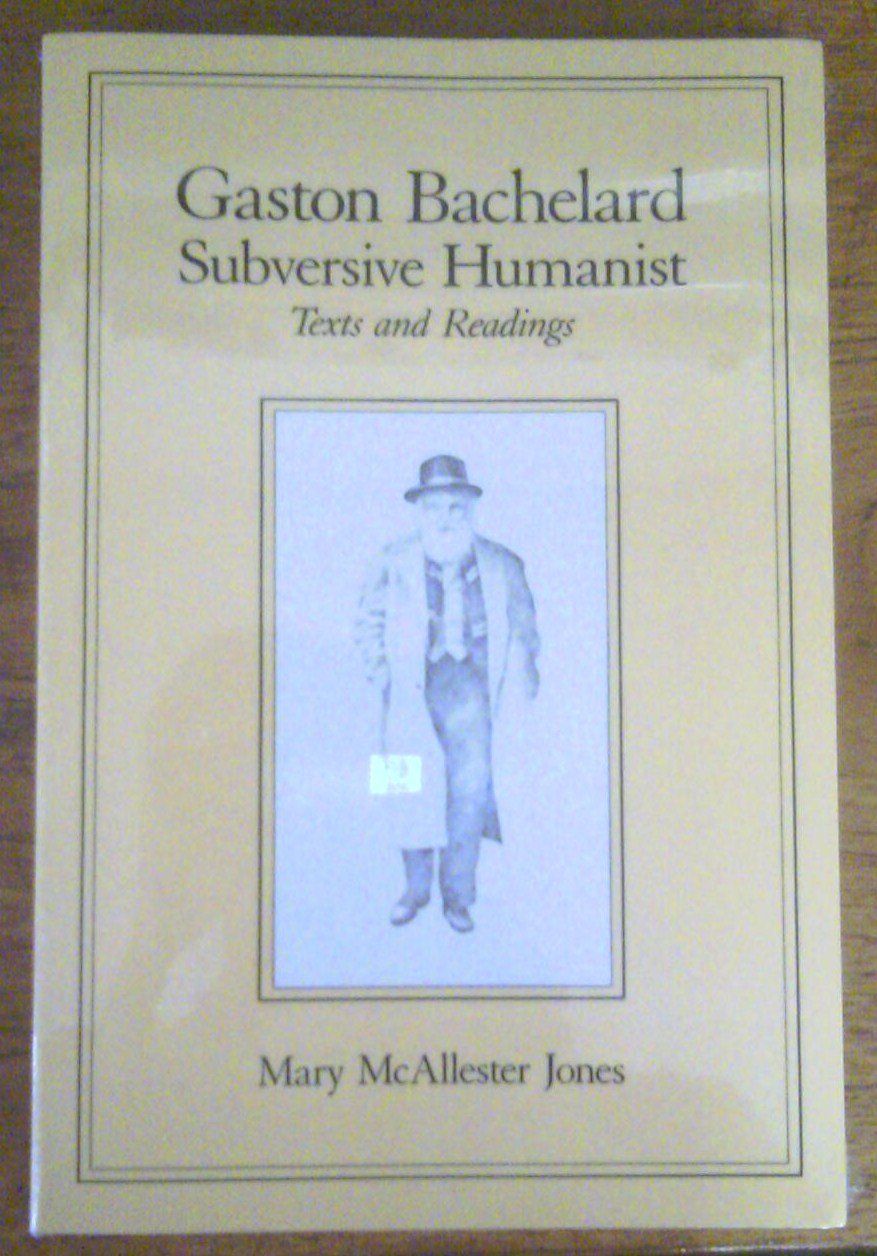 Gaston Bachelard
Subversive Humanist
Texts and Readings
Mary McAllester Jones